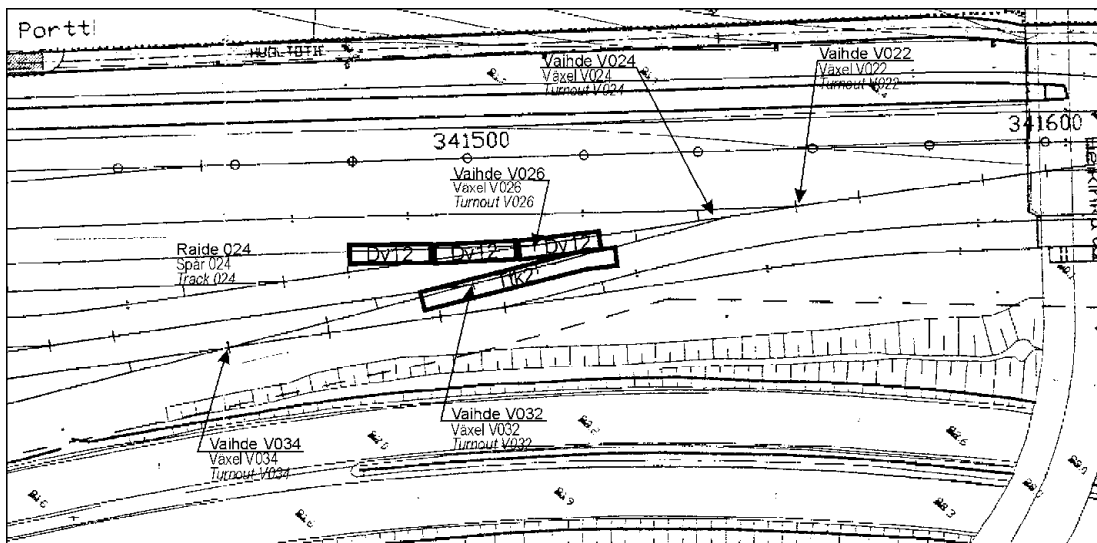 Portti
Vaihde V024
Växel V024
Turnout V024
Vaihde V022
Växel V022
Turnout V022
341500
341600
Vaihde V026
Växel V026
Turnout V026
Raide 024
Spår 024
Track 024
Dv12
Dv12
Dv12
Tk2
Vaihde V034
Växel V034
Turnout V034
Vaihde V032
Växel V032
Turnout V032